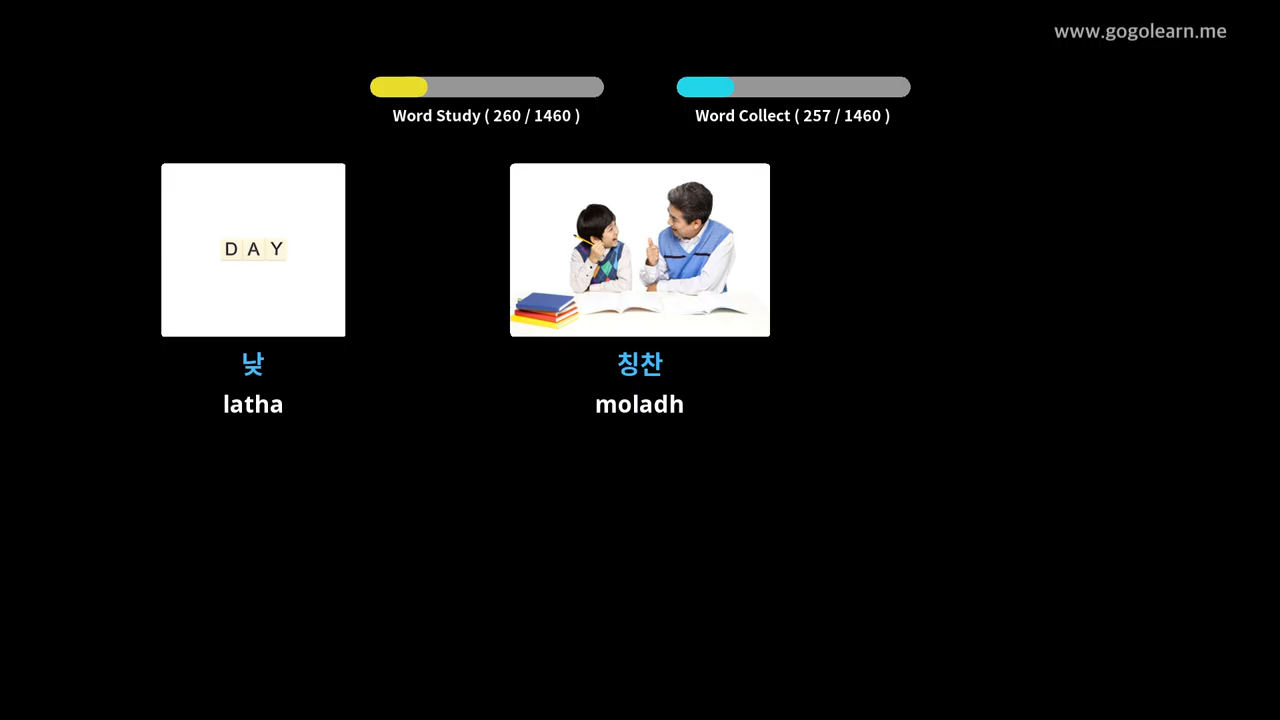 www.gogolearn.me
Word Study ( 260 / 1460 )
Word Collect ( 257 / 1460 )
DAY
낮
latha
칭찬
moladh